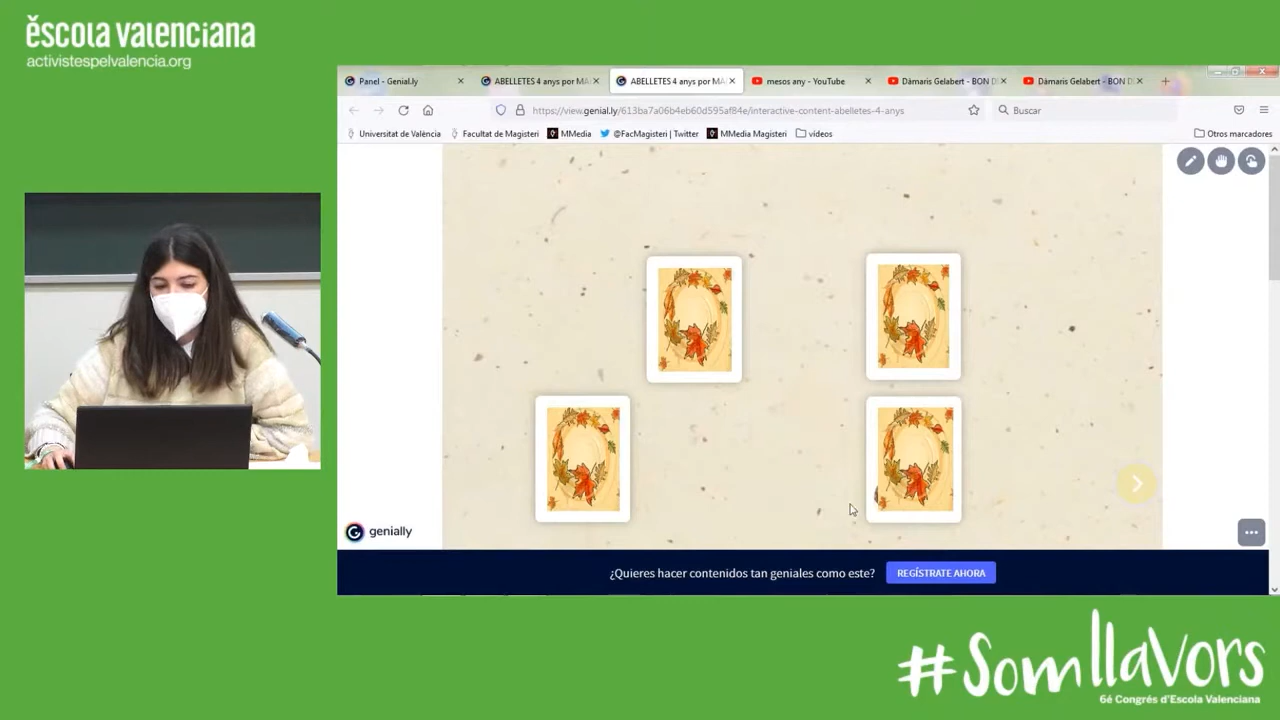 escola valenciana
activistespelvalencia.org
Panel - Genial.ly
ABELLETES 4 anys por MA
ABELLETES 4 anys por MA
mesos any - YouTube
Dàmaris Gelabert - BON D
Dàmaris Gelabert - BON D
https://view.genial.ly/613ba7a06b4eb60d595af84e/interactive-content-abelletes-4-anys
Buscar
Universitat de València
Facultat de Magisteri
MMedia
@FacMagisteri | Twitter
MMedia Magisteri
vídeos
Otros marcadores
genially
¿Quieres hacer contenidos tan geniales como este?
REGÍSTRATE AHORA
#Somllavors
6é Congrés d'Escola Valenciana